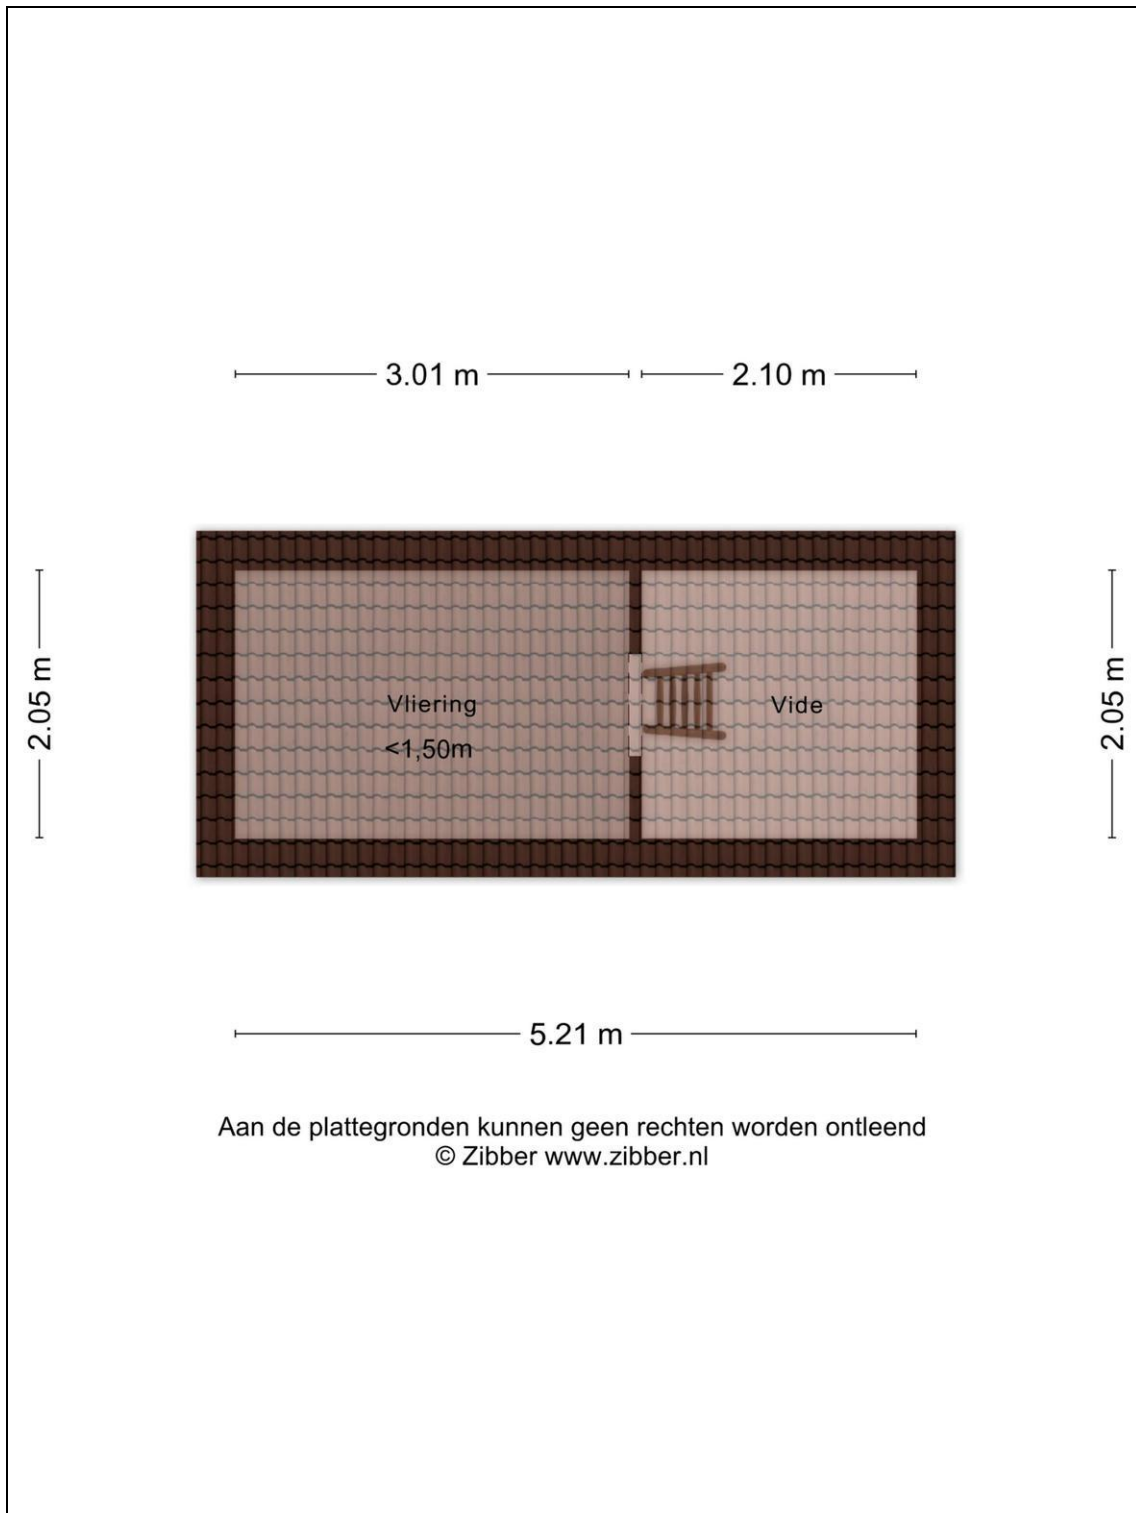 3.01 m
2.10 m
2.05 m
2.05 m
Vliering
<1,50m
Vide
5.21 m
Aan de plattegronden kunnen geen rechten worden ontleend
© Zibber www.zibber.nl